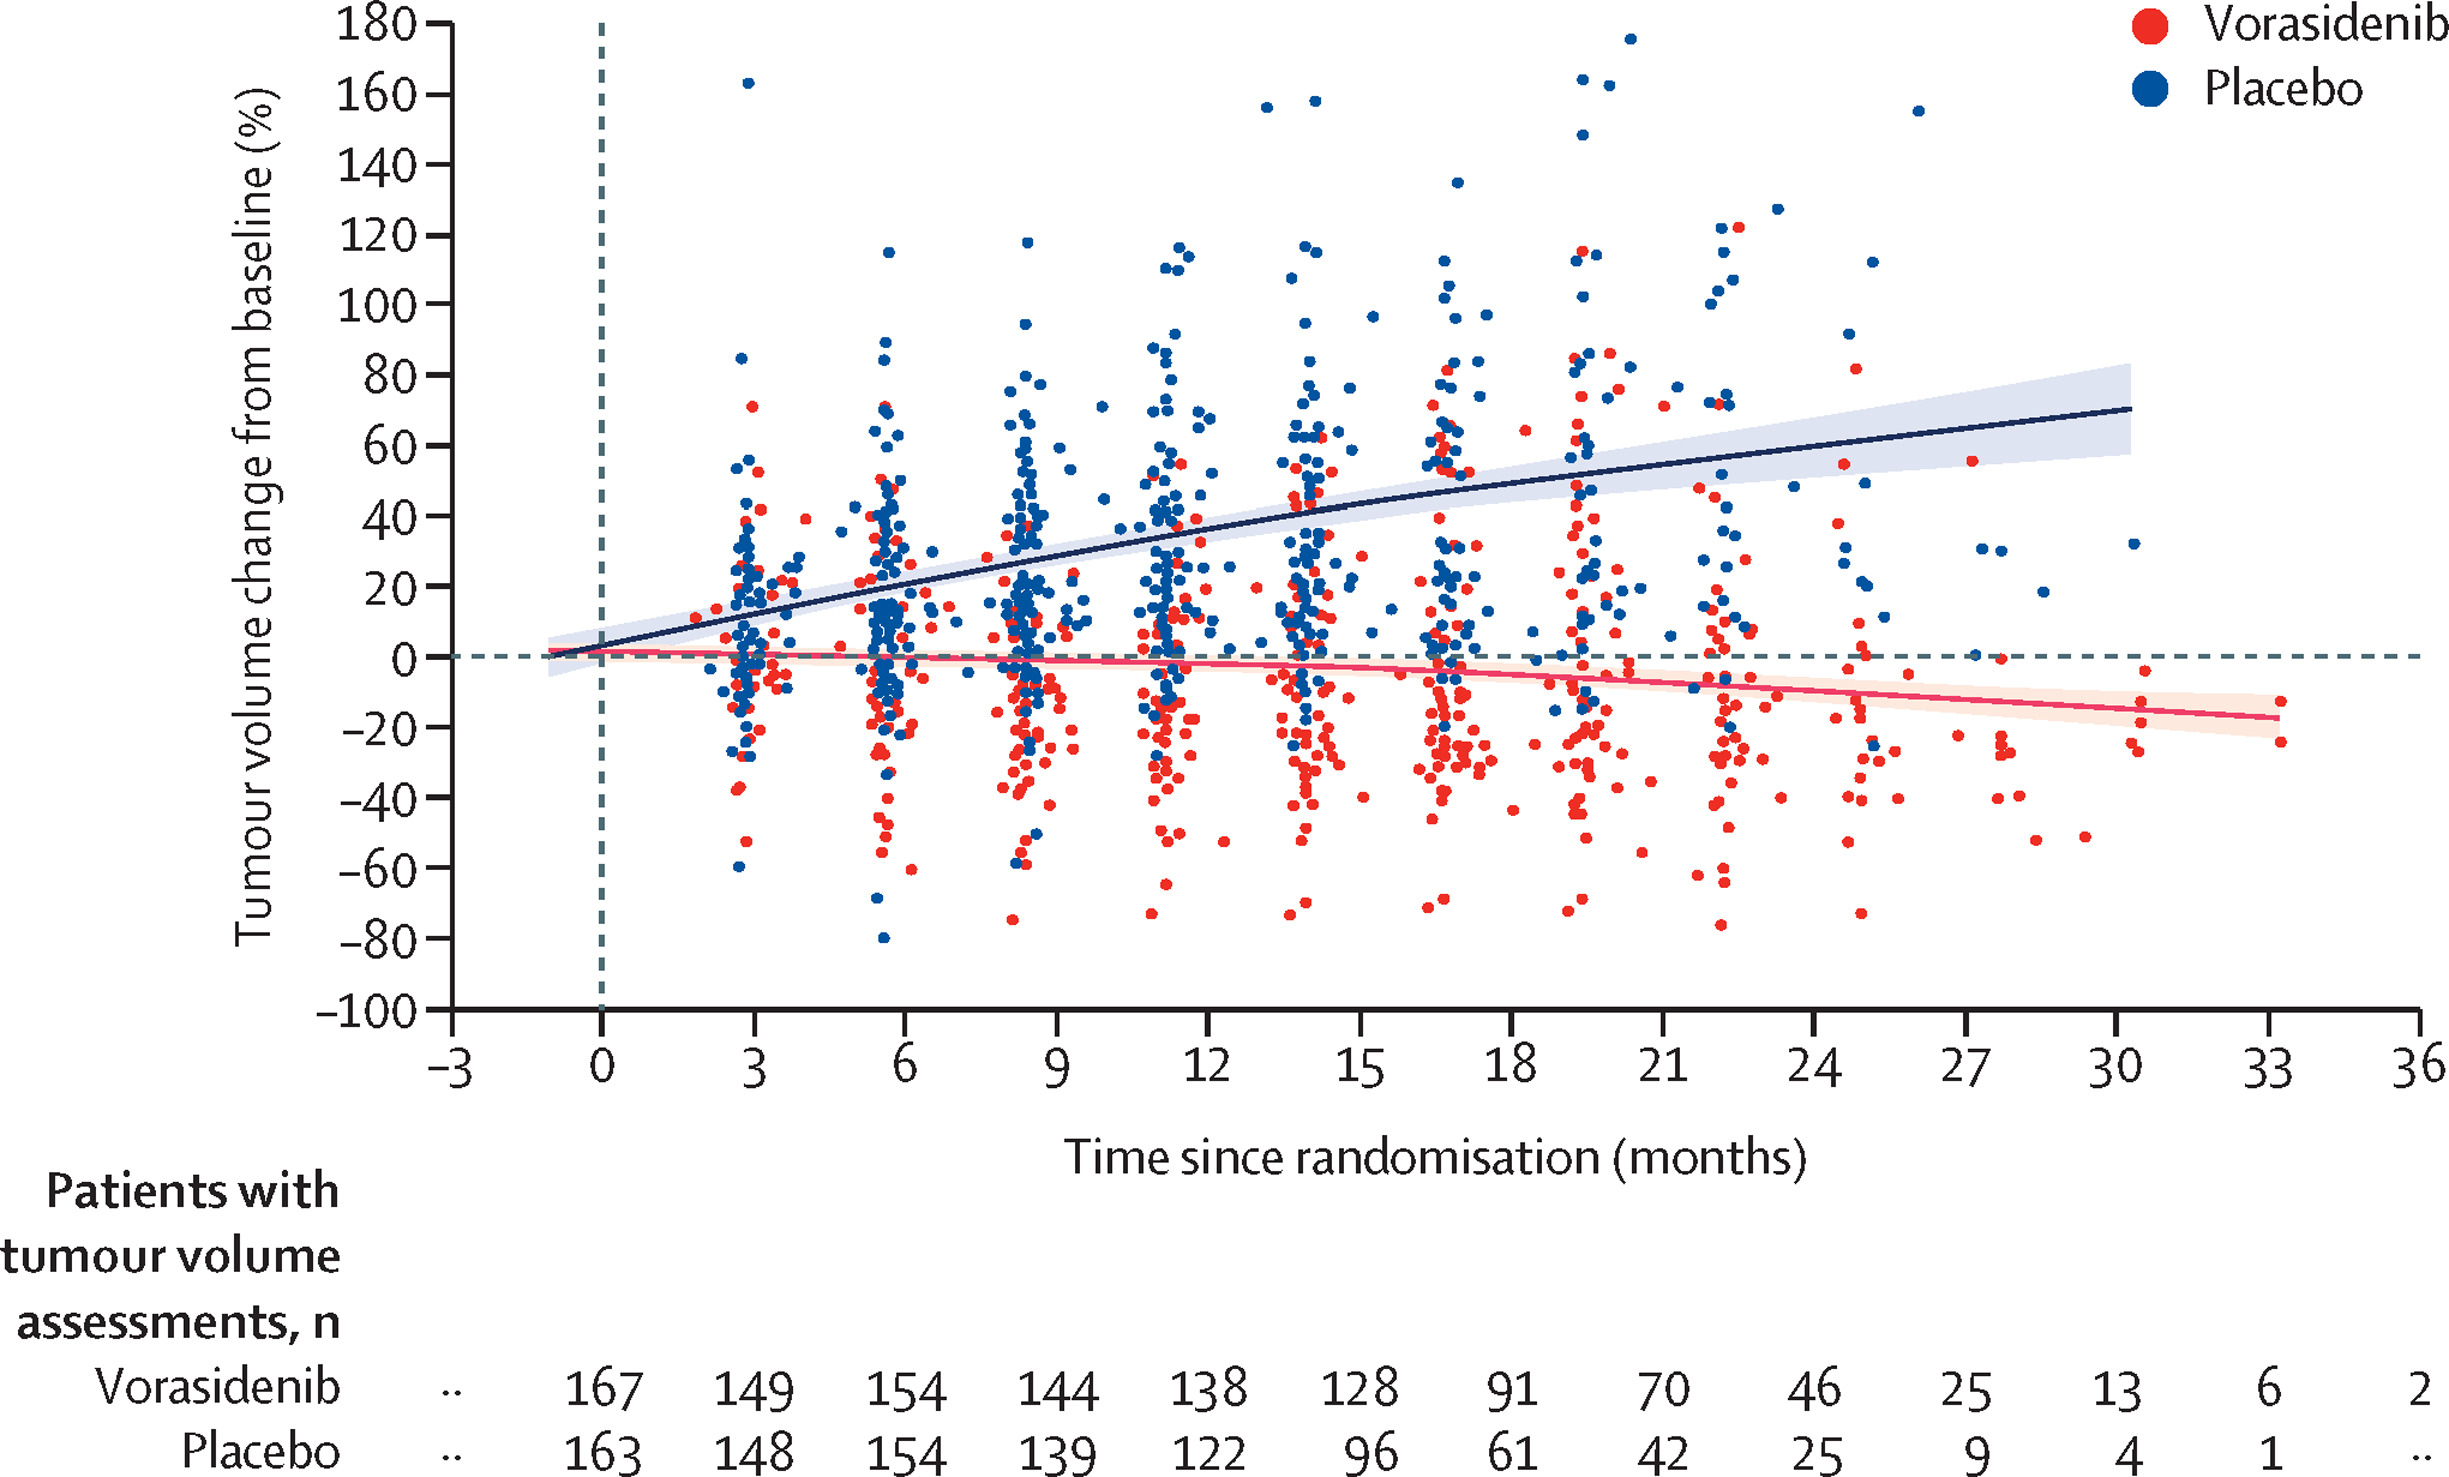 Vorasidenib
Placebo
Tumour volume change from baseline (%)
180
160
140
120
100
80
60
40
20
0
–20
–40
–60
–80
–100
–3 0 3 6 9 12 15 18 21 24 27 30 33 36
Time since randomisation (months)
Patients with
tumour volume
assessments, n
Vorasidenib ·· 167 149 154 144 138 128 91 70 46 25 13 6 2
Placebo ·· 163 148 154 139 122 96 61 42 25 9 4 1 ··